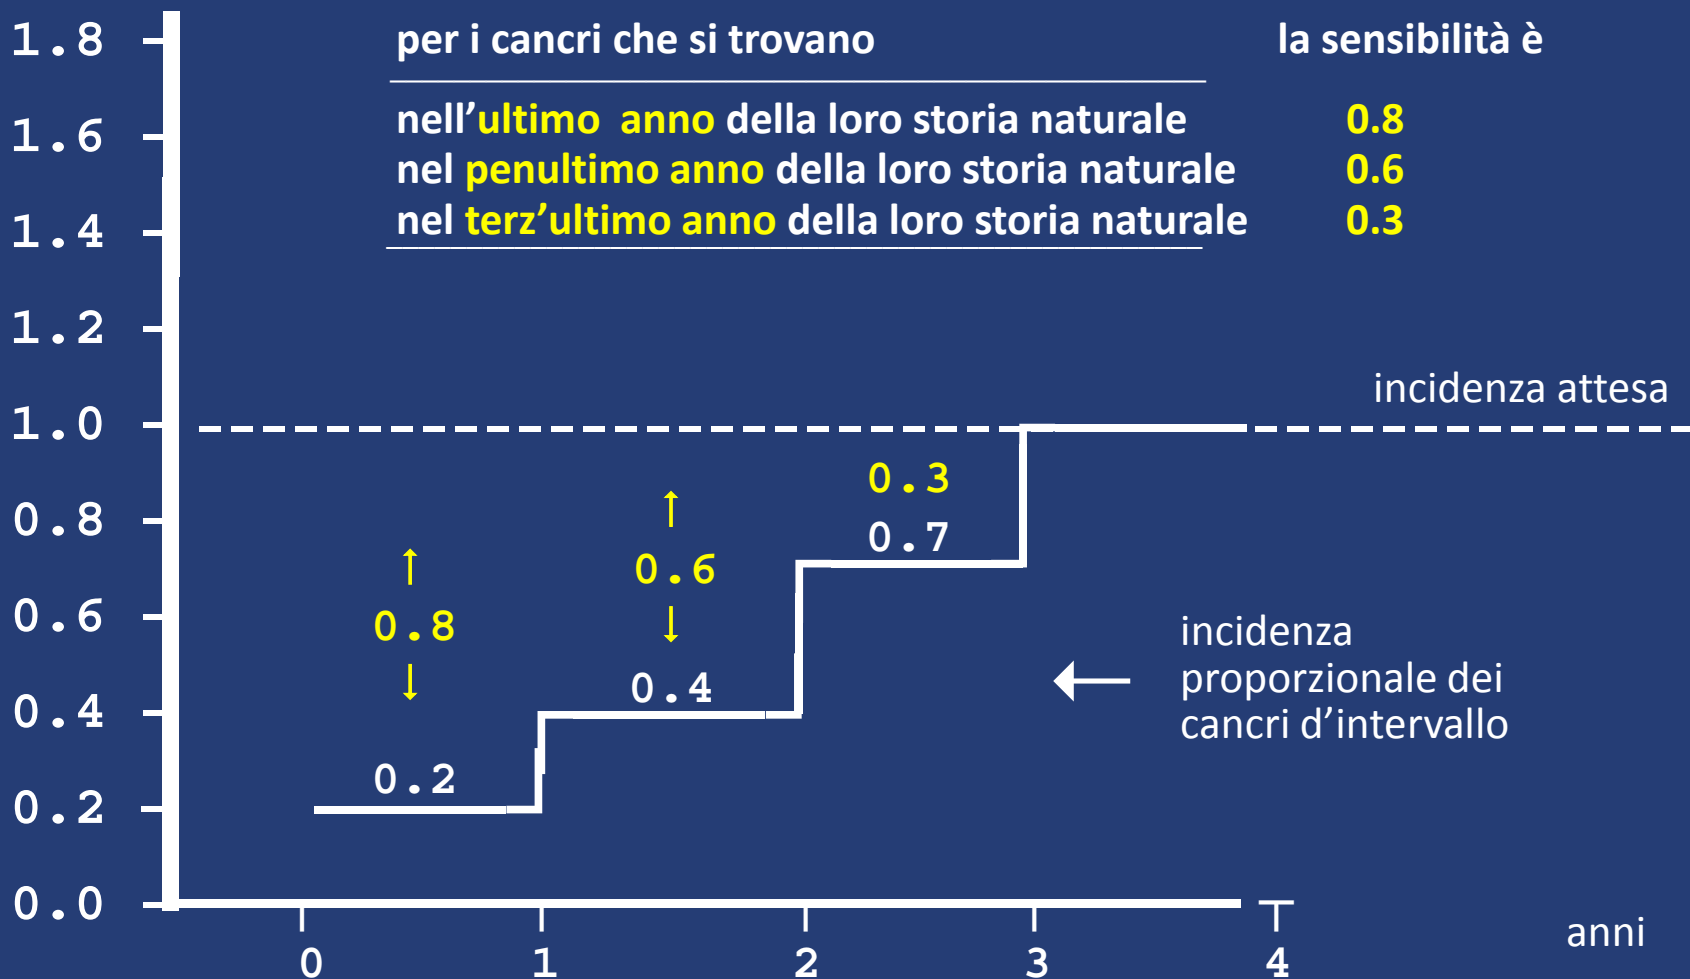 per i cancri che si trovano la sensibilità è
nell’ultimo anno della loro storia naturale 0.8
nel penultimo anno della loro storia naturale 0.6
nel terz’ultimo anno della loro storia naturale 0.3
1.8
1.6
1.4
1.2
1.0
0.8
0.6
0.4
0.2
0.0
incidenza attesa
0.3
0.7
0.6
0.4
0.8
0.2
incidenza
proporzionale dei
cancri d’intervallo
0 1 2 3 4
anni